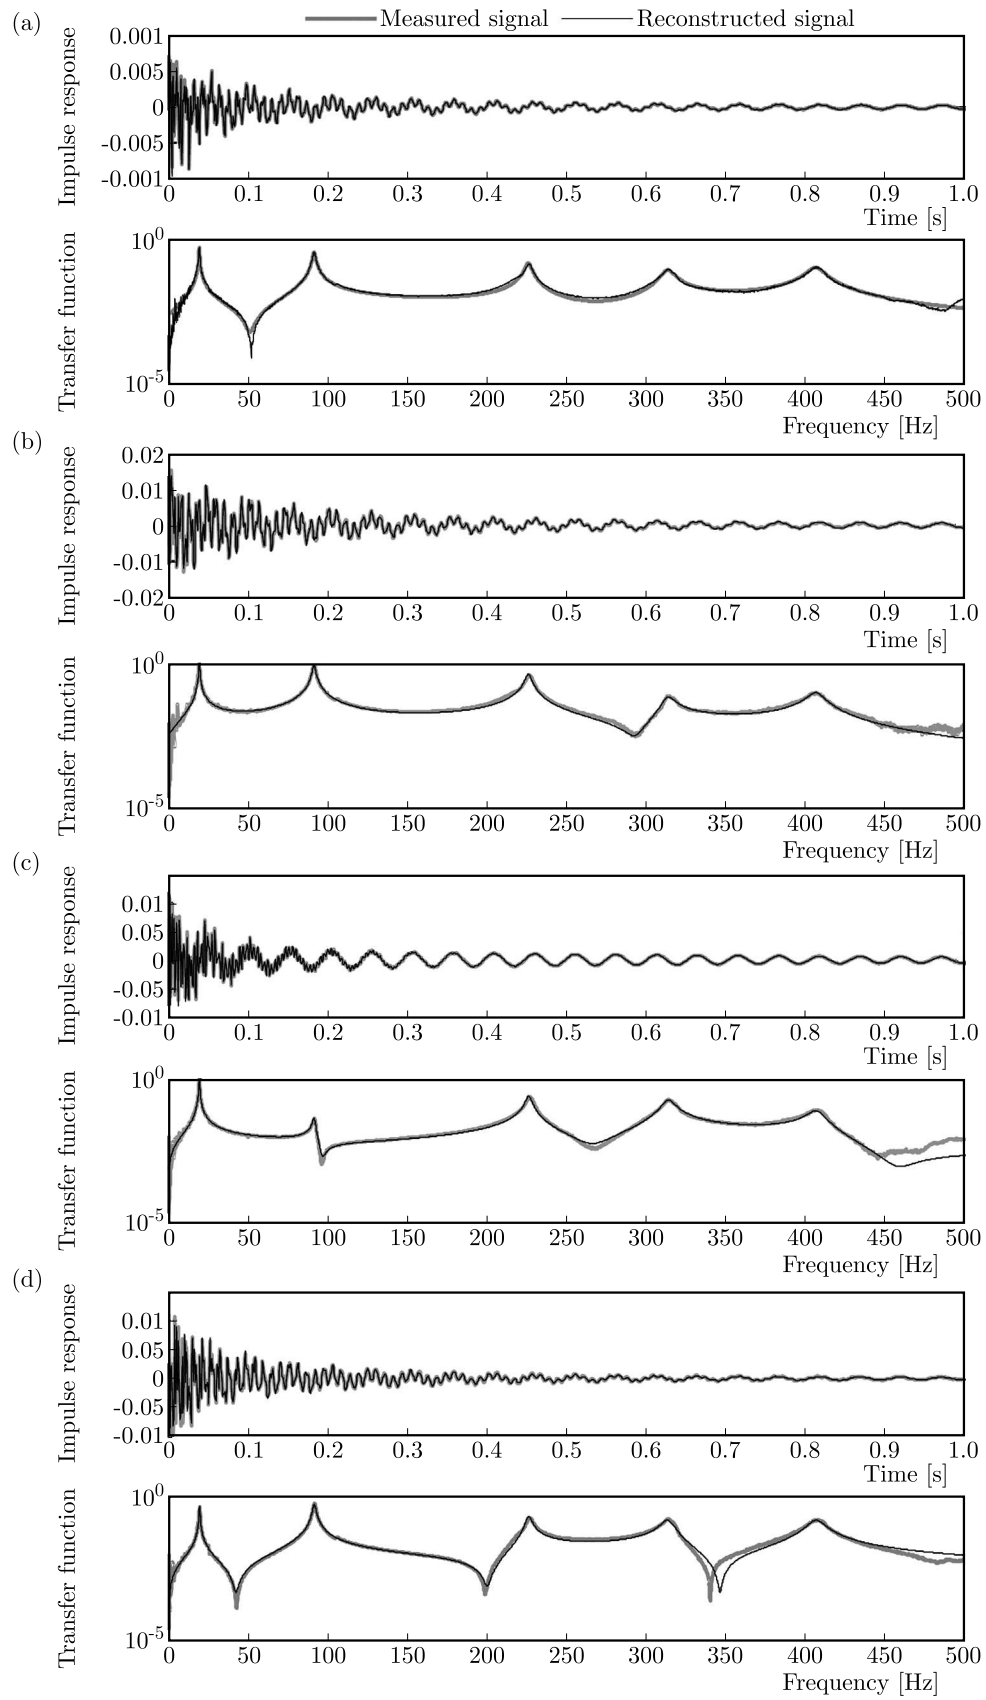 (a)
Measured signal Reconstructed signal
Impulse response
0.001
0.005
0
-0.005
-0.001
0 0.1 0.2 0.3 0.4 0.5 0.6 0.7 0.8 0.9 1.0
Time [s]
Transfer function
10^0
10^-5
0 50 100 150 200 250 300 350 400 450 500
Frequency [Hz]
(b)
Impulse response
0.02
0.01
0
-0.01
-0.02
0 0.1 0.2 0.3 0.4 0.5 0.6 0.7 0.8 0.9 1.0
Time [s]
Transfer function
10^0
10^-5
0 50 100 150 200 250 300 350 400 450 500
Frequency [Hz]
(c)
Impulse response
0.01
0.05
0
-0.05
-0.01
0 0.1 0.2 0.3 0.4 0.5 0.6 0.7 0.8 0.9 1.0
Time [s]
Transfer function
10^0
10^-5
0 50 100 150 200 250 300 350 400 450 500
Frequency [Hz]
(d)
Impulse response
0.01
0.05
0
-0.05
-0.01
0 0.1 0.2 0.3 0.4 0.5 0.6 0.7 0.8 0.9 1.0
Time [s]
Transfer function
10^0
10^-5
0 50 100 150 200 250 300 350 400 450 500
Frequency [Hz]